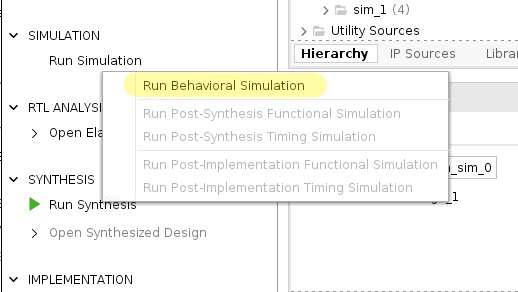 sim_1 (4)
SIMULATION
Utility Sources
Hierarchy
IP Sources
Run Simulation
Run Behavioral Simulation
RTL ANALYSI
Run Post-Synthesis Functional Simulation
Open Ela
Run Post-Synthesis Timing Simulation
Run Post-Implementation Functional Simulation
_sim_0
SYNTHESIS
Run Post-Implementation Timing Simulation
Run Synthesis
_1
Open Synthesized Design
IMPLEMENTATION